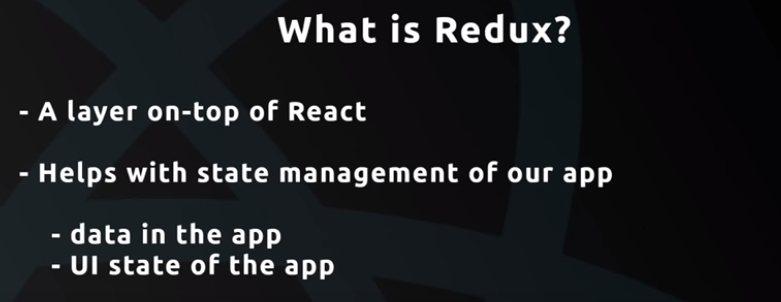 What is Redux?
- A layer on-top of React
- Helps with state management of our app
- data in the app
- UI state of the app